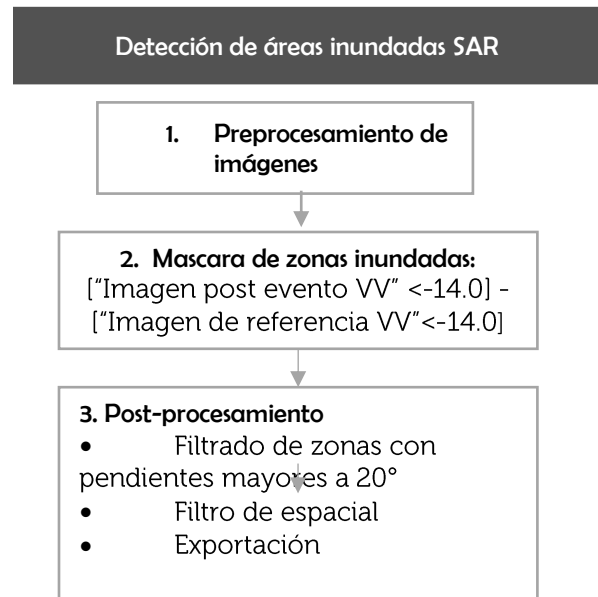 Detección de áreas inundadas SAR
1. Preprocesamiento de
imágenes
2. Mascara de zonas inundadas:
["Imagen post evento VV" <-14.0] -
["Imagen de referencia VV"<-14.0]
3. Post-procesamiento
• Filtrado de zonas con
pendientes mayores a 20°
• Filtro de espacial
• Exportación